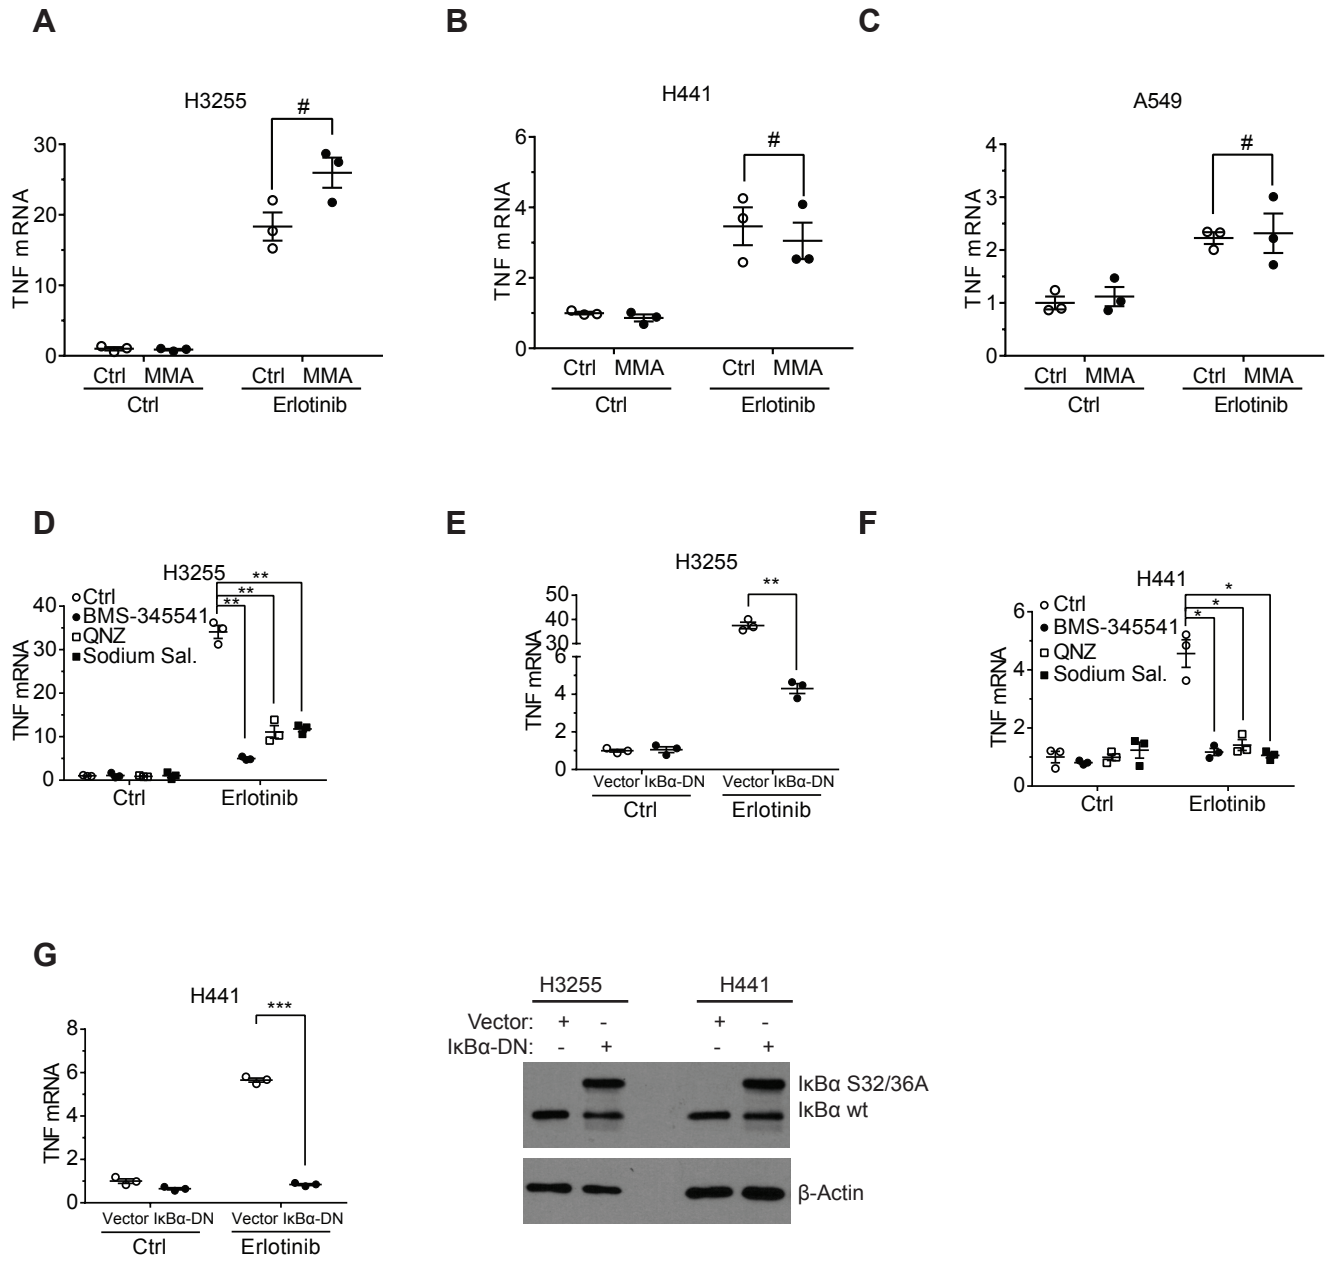 A
H3255
#
30
20
10
0
TNF mRNA
Ctrl MMA Ctrl MMA
Ctrl Erlotinib
B
H441
#
6
4
2
0
TNF mRNA
Ctrl MMA Ctrl MMA
Ctrl Erlotinib
C
A549
#
4
3
2
1
0
TNF mRNA
Ctrl MMA Ctrl MMA
Ctrl Erlotinib
D
H3255
**
**
**
Ctrl
BMS-345541
QNZ
Sodium Sal.
40
30
20
10
0
TNF mRNA
Ctrl Erlotinib
E
H3255
**
50
40
30
6
4
2
0
TNF mRNA
Vector IκBα-DN Vector IκBα-DN
Ctrl Erlotinib
F
H441
*
*
*
Ctrl
BMS-345541
QNZ
Sodium Sal.
6
4
2
0
TNF mRNA
Ctrl Erlotinib
G
H441
***
8
6
4
2
0
TNF mRNA
Vector IκBα-DN Vector IκBα-DN
Ctrl Erlotinib
H3255 H441
Vector: + - + -
IκBα-DN: - + - +
IκBα S32/36A
IκBα wt
β-Actin